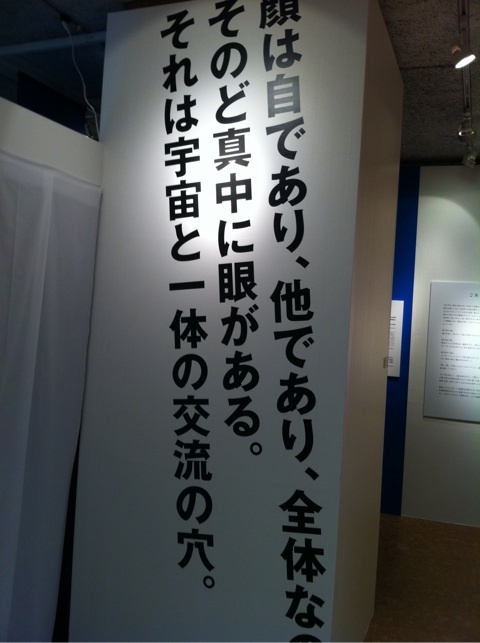 顔は自であり、他であり、全体なの
そのど真中に眼がある。
それは宇宙と一体の交流の穴。